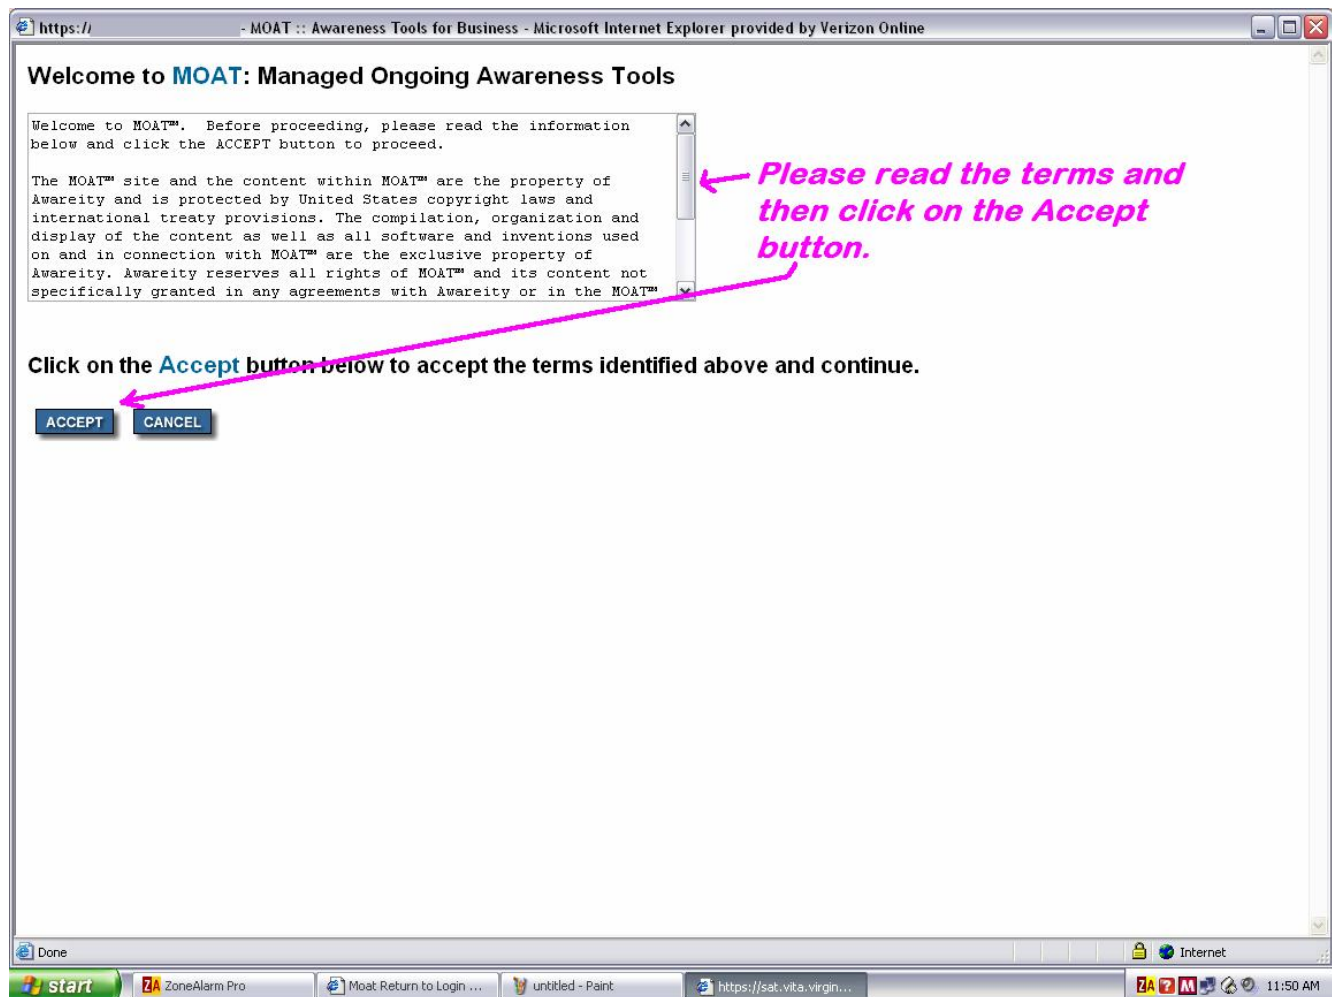 https:// - MOAT :: Awareness Tools for Business - Microsoft Internet Explorer provided by Verizon Online
Welcome to MOAT: Managed Ongoing Awareness Tools
Welcome to MOAT™. Before proceeding, please read the information
below and click the ACCEPT button to proceed.
The MOAT™ site and the content within MOAT™ are the property of
Awareity and is protected by United States copyright laws and
international treaty provisions. The compilation, organization and
display of the content as well as all software and inventions used
on and in connection with MOAT™ are the exclusive property of
Awareity. Awareity reserves all rights of MOAT™ and its content not
specifically granted in any agreements with Awareity or in the MOAT™
Please read the terms and
then click on the Accept
button.
Click on the Accept button below to accept the terms identified above and continue.
ACCEPT CANCEL
Done Internet
start ZA ZoneAlarm Pro Moat Return to Login ... untitled - Paint https://sat.vita.virgin... ZA ? M 11:50 AM